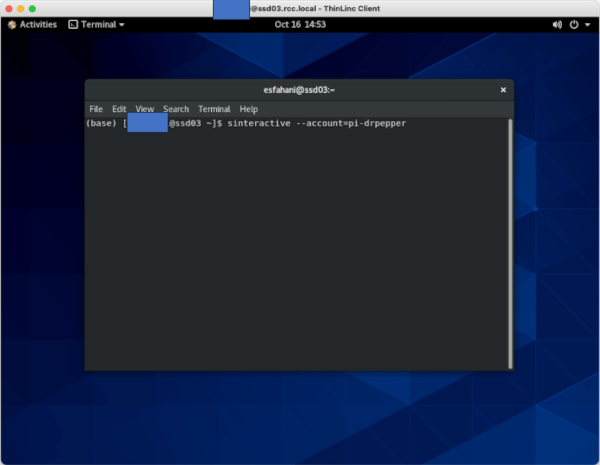 i@ssd03.rcc.local - ThinLinc Client
Activities Terminal Oct 16 14:53
esfahani@ssd03:~ ×
File Edit View Search Terminal Help
(base) [ @ssd03 ~]$ sinteractive --account=pi-drpepper